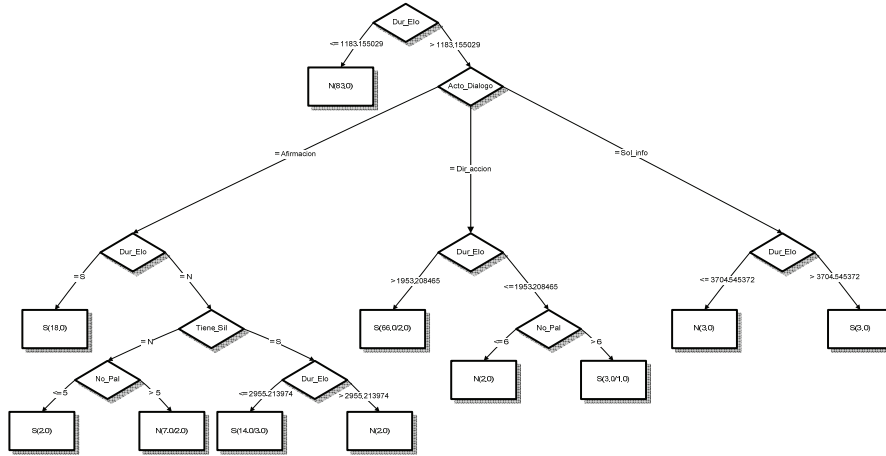 Dur_Elo
<= 1183,155029
> 1183,155029
N(83,0)
Acto_Dialogo
= Afirmacion
= Dir_accion
= Sol_info
Dur_Elo
Dur_Elo
Dur_Elo
= S
= N
>1953,208465
<=1953,208465
<= 3704,545372
> 3704,545372
S(18,0)
Tiene_Sil
S(66,0/2,0)
No_Pal
N(3,0)
S(3,0)
= N
=S
<=6
> 6
No_Pal
Dur_Elo
N(2,0)
S(3,0/1,0)
<= 5
> 5
<=2955,213974
> 2955,213974
S(2,0)
N(7,0/2,0)
S(14,0/3,0)
N(2,0)